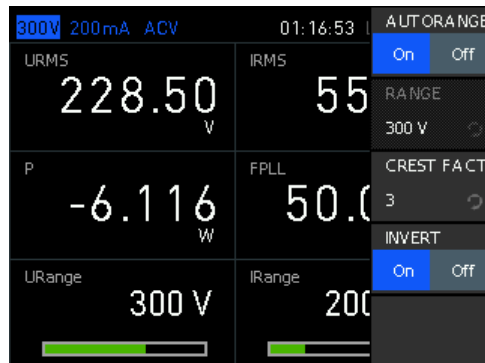 300V 200mA ACV 01:16:53
AUTORANGE
On Off
URMS
228.50
V
IRMS
55
RANGE
300 V
P
-6.116
W
FPLL
50.0
CREST FACT
3
INVERT
On Off
URange
300 V
IRange
200